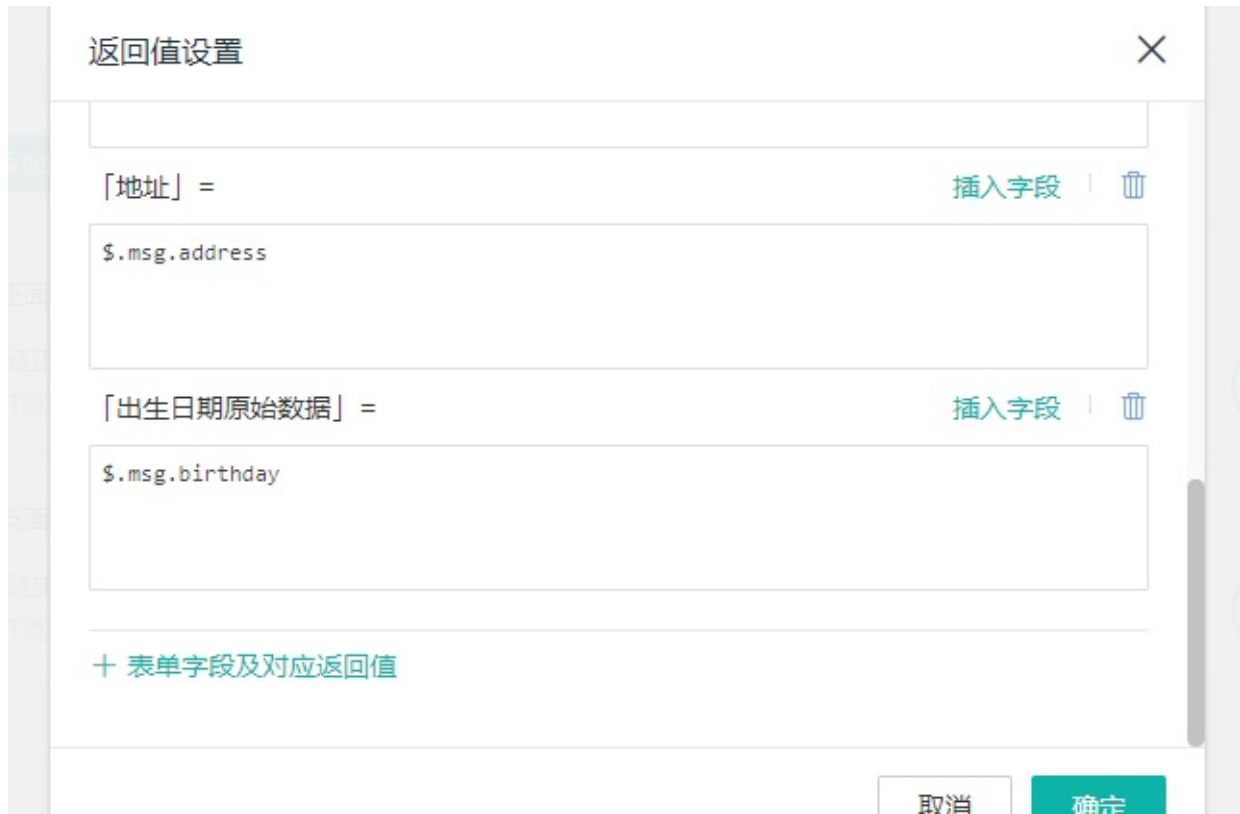 返回值设置
「地址」 =
插入字段
$.msg.address
「出生日期原始数据」 =
插入字段
$.msg.birthday
+ 表单字段及对应返回值
取消
确定